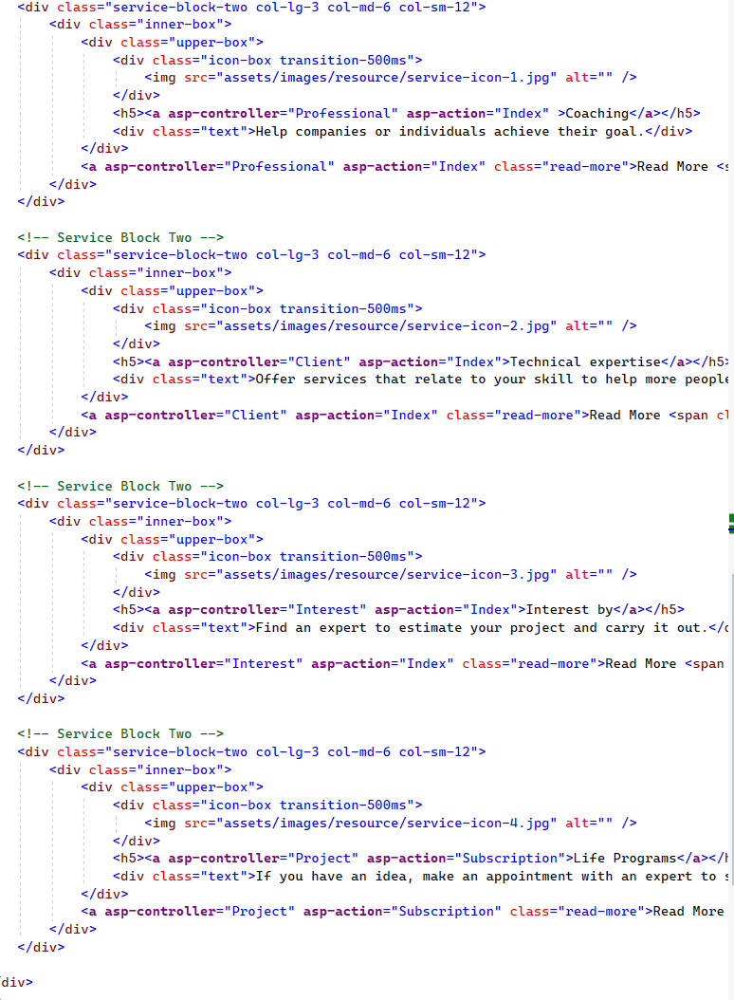 <div class="service-block-two col-lg-3 col-md-6 col-sm-12">
<div class="inner-box">
<div class="upper-box">
<div class="icon-box transition-500ms">
<img src="assets/images/resource/service-icon-1.jpg" alt="" />
</div>
<h5><a asp-controller="Professional" asp-action="Index" >Coaching</a></h5>
<div class="text">Help companies or individuals achieve their goal.</div>
</div>
<a asp-controller="Professional" asp-action="Index" class="read-more">Read More <s
</div>
</div>
<!-- Service Block Two -->
<div class="service-block-two col-lg-3 col-md-6 col-sm-12">
<div class="inner-box">
<div class="upper-box">
<div class="icon-box transition-500ms">
<img src="assets/images/resource/service-icon-2.jpg" alt="" />
</div>
<h5><a asp-controller="Client" asp-action="Index">Technical expertise</a></h5>
<div class="text">Offer services that relate to your skill to help more people
</div>
<a asp-controller="Client" asp-action="Index" class="read-more">Read More <span cl
</div>
</div>
<!-- Service Block Two -->
<div class="service-block-two col-lg-3 col-md-6 col-sm-12">
<div class="inner-box">
<div class="upper-box">
<div class="icon-box transition-500ms">
<img src="assets/images/resource/service-icon-3.jpg" alt="" />
</div>
<h5><a asp-controller="Interest" asp-action="Index">Interest by</a></h5>
<div class="text">Find an expert to estimate your project and carry it out.</d
</div>
<a asp-controller="Interest" asp-action="Index" class="read-more">Read More <span
</div>
</div>
<!-- Service Block Two -->
<div class="service-block-two col-lg-3 col-md-6 col-sm-12">
<div class="inner-box">
<div class="upper-box">
<div class="icon-box transition-500ms">
<img src="assets/images/resource/service-icon-4.jpg" alt="" />
</div>
<h5><a asp-controller="Project" asp-action="Subscription">Life Programs</a></h
<div class="text">If you have an idea, make an appointment with an expert to s
</div>
<a asp-controller="Project" asp-action="Subscription" class="read-more">Read More
</div>
</div>
/div>